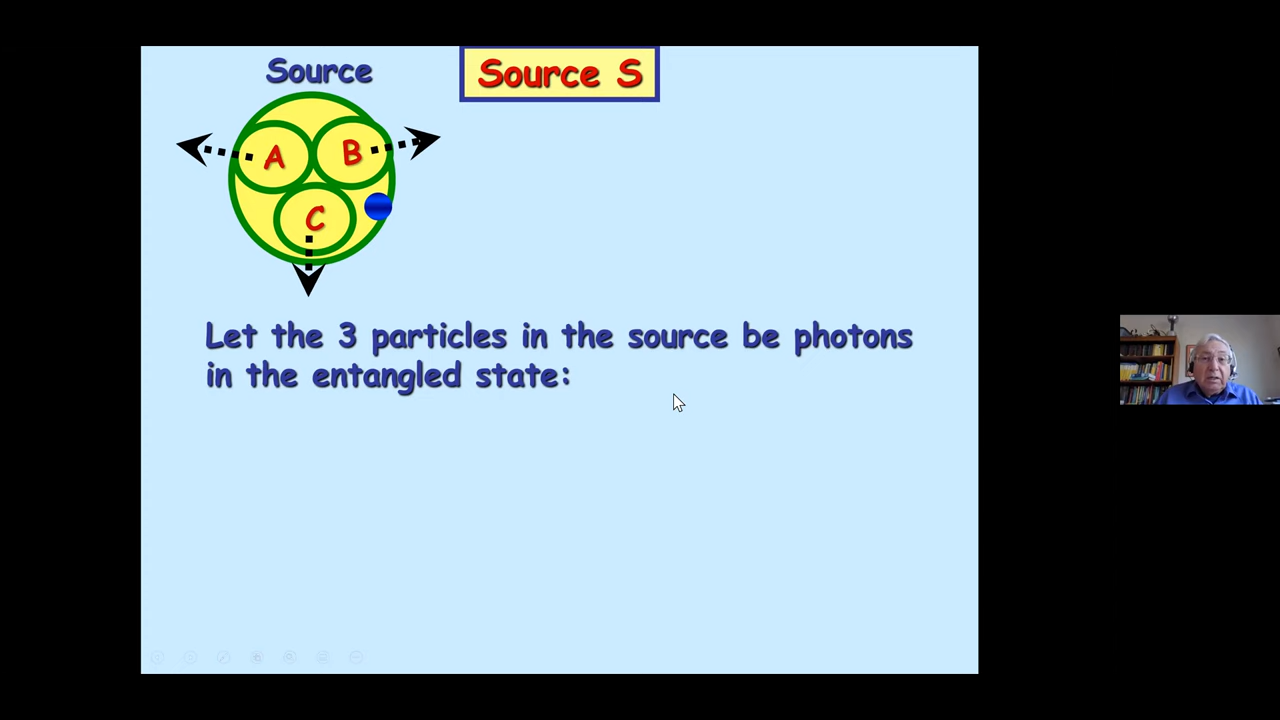 Source
Source S
A
B
C
Let the 3 particles in the source be photons
in the entangled state: